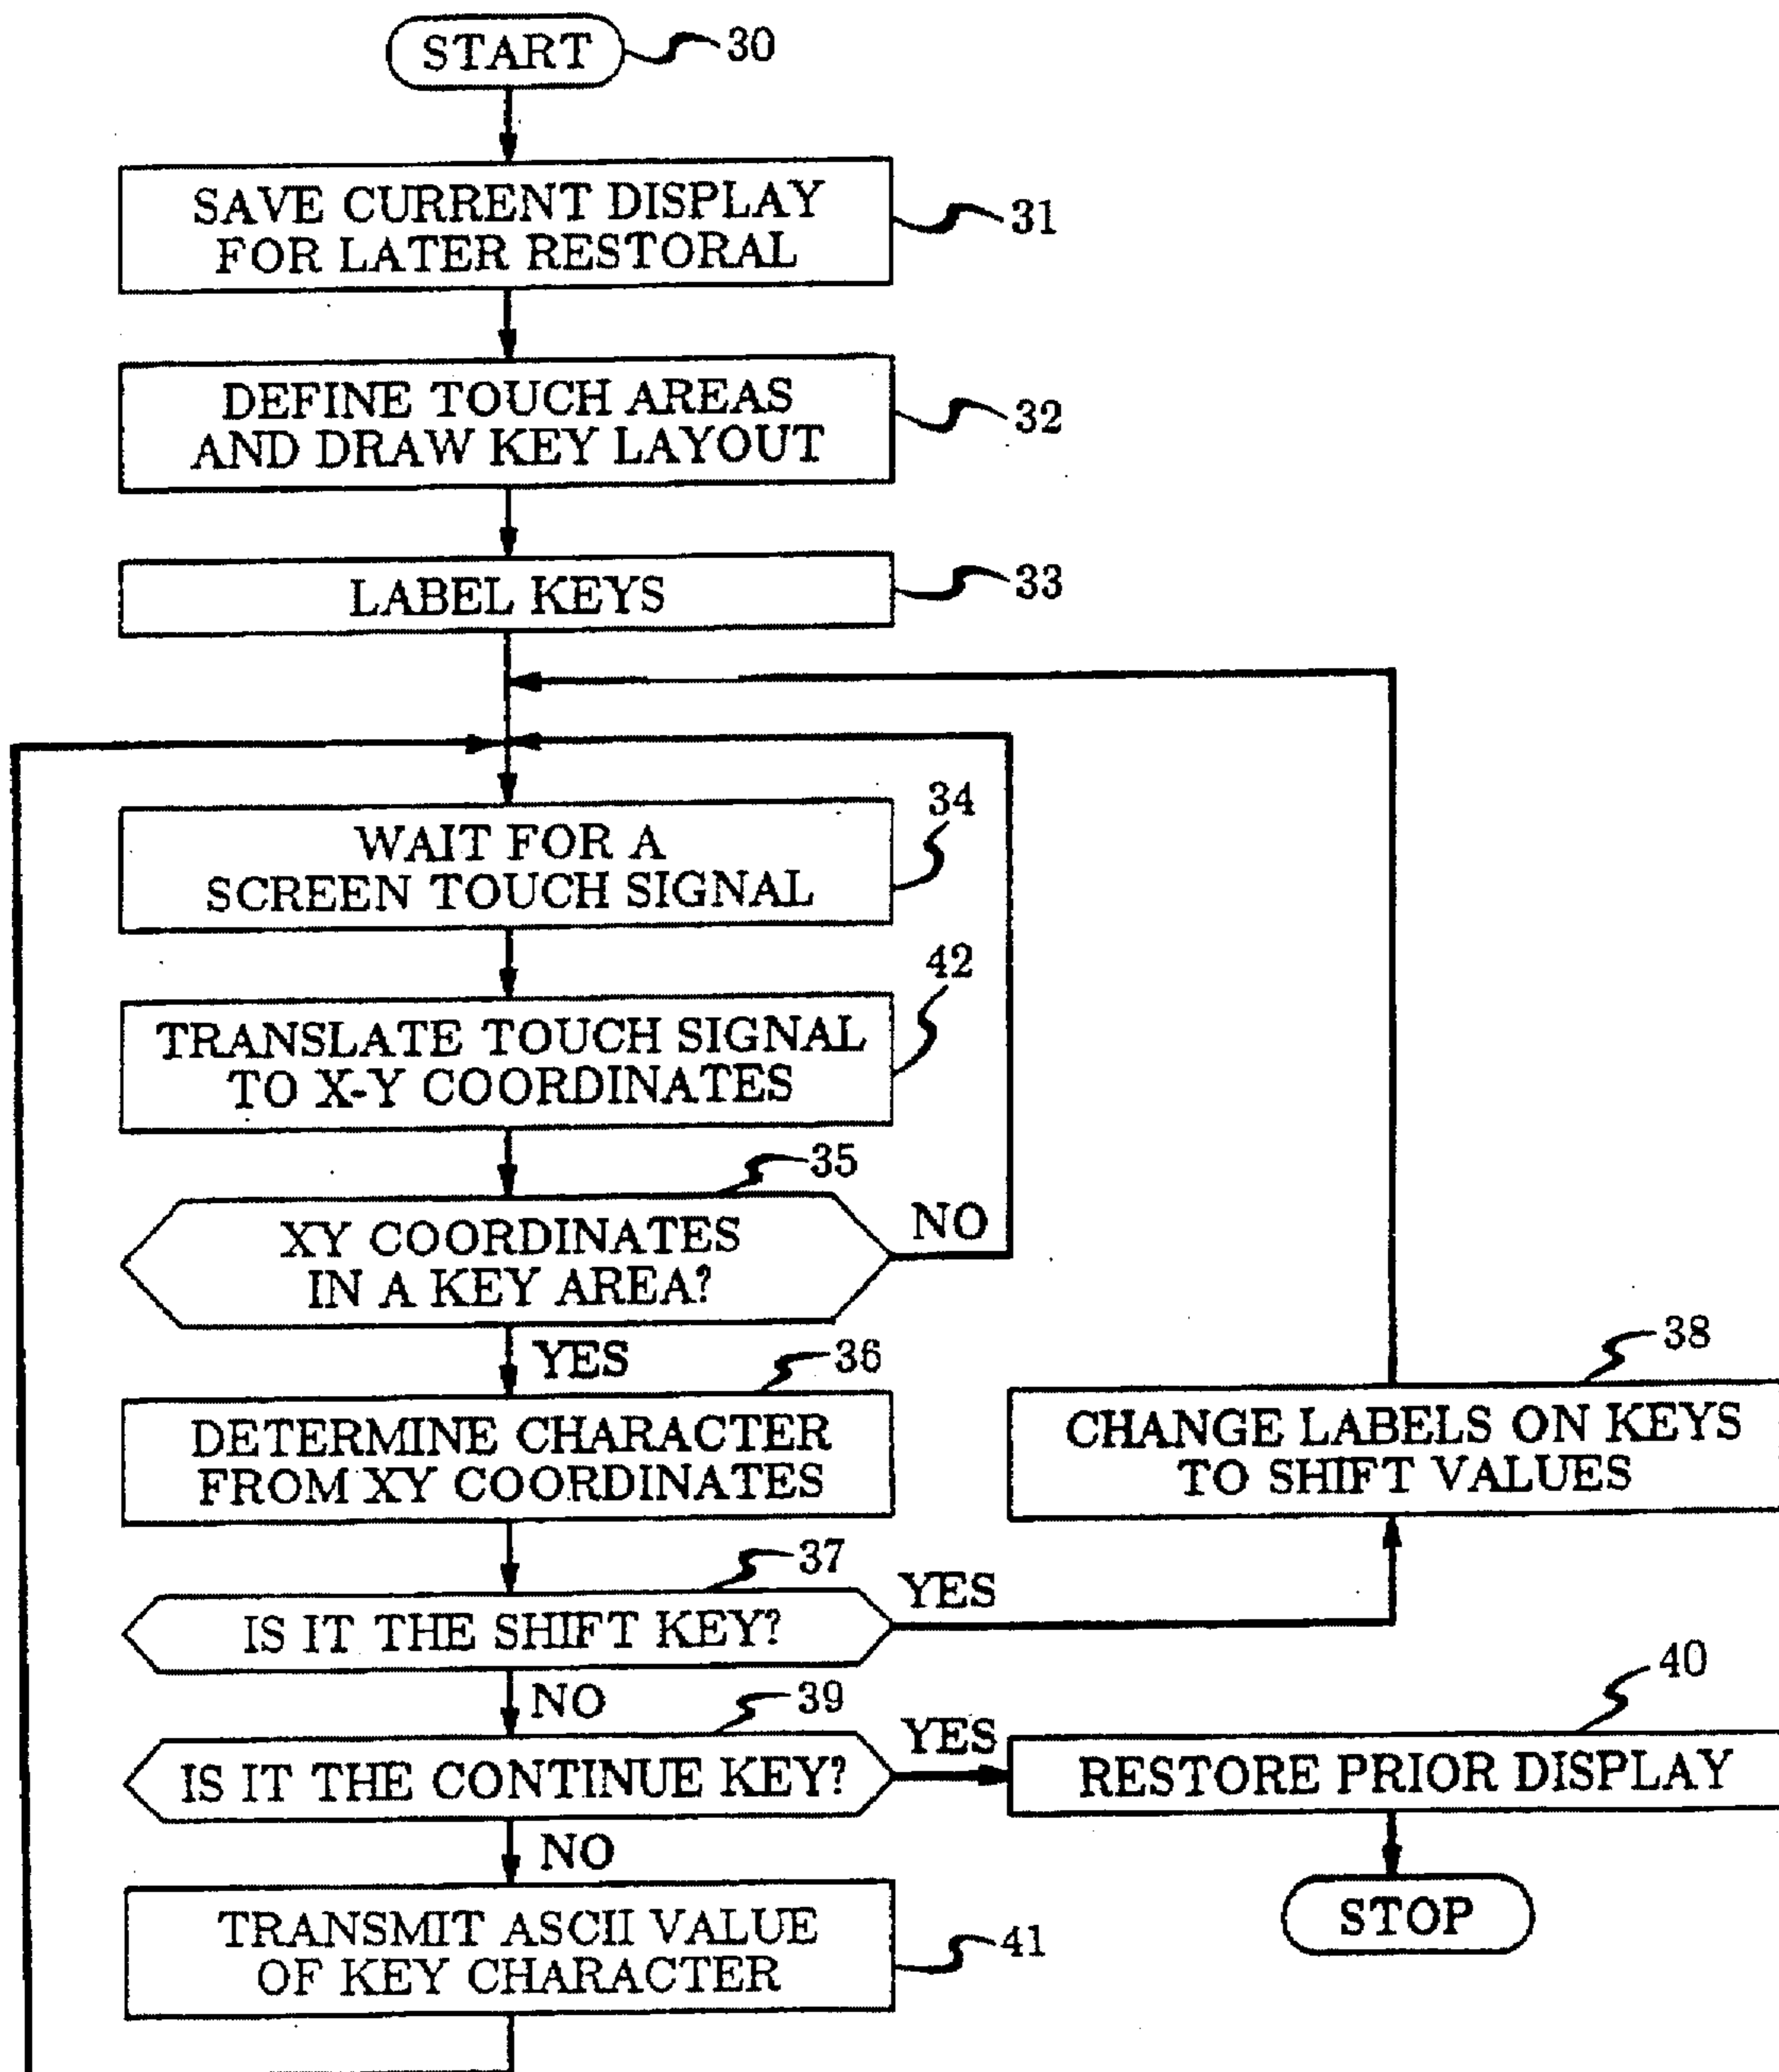 START
30
SAVE CURRENT DISPLAY
FOR LATER RESTORAL
31
DEFINE TOUCH AREAS
AND DRAW KEY LAYOUT
32
LABEL KEYS
33
WAIT FOR A
SCREEN TOUCH SIGNAL
34
TRANSLATE TOUCH SIGNAL
TO X-Y COORDINATES
42
XY COORDINATES
IN A KEY AREA?
35
NO
YES
DETERMINE CHARACTER
FROM XY COORDINATES
36
IS IT THE SHIFT KEY?
37
YES
CHANGE LABELS ON KEYS
TO SHIFT VALUES
38
NO
IS IT THE CONTINUE KEY?
39
YES
RESTORE PRIOR DISPLAY
40
STOP
NO
TRANSMIT ASCII VALUE
OF KEY CHARACTER
41